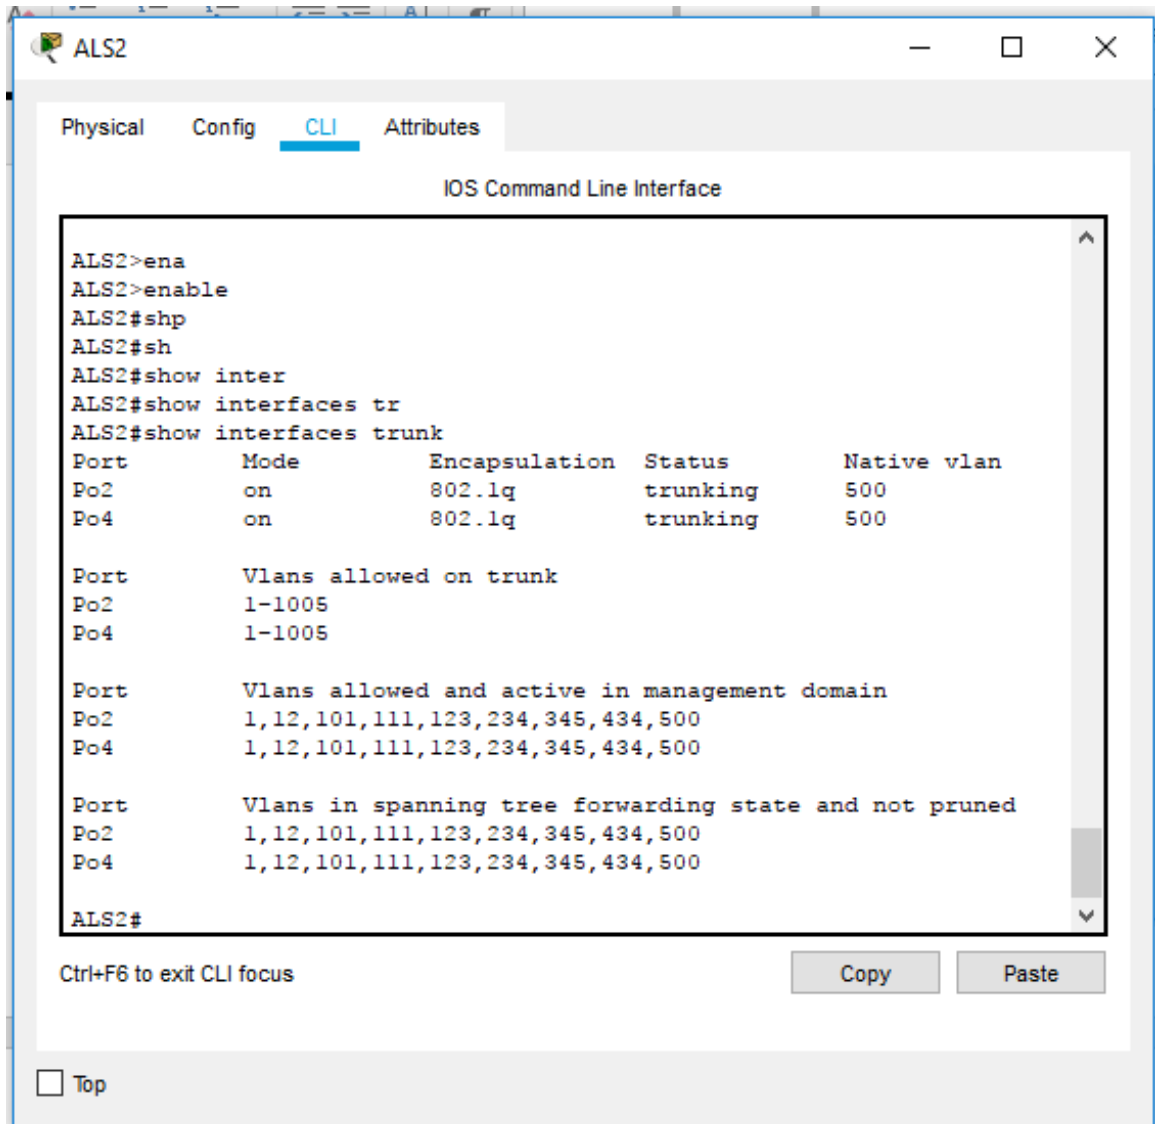 ALS2
Physical Config CLI Attributes
IOS Command Line Interface
ALS2>ena
ALS2>enable
ALS2#shp
ALS2#sh
ALS2#show inter
ALS2#show interfaces tr
ALS2#show interfaces trunk
Port        Mode         Encapsulation  Status        Native vlan
Po2         on           802.1q         trunking      500
Po4         on           802.1q         trunking      500
Port        Vlans allowed on trunk
Po2         1-1005
Po4         1-1005
Port        Vlans allowed and active in management domain
Po2         1,12,101,111,123,234,345,434,500
Po4         1,12,101,111,123,234,345,434,500
Port        Vlans in spanning tree forwarding state and not pruned
Po2         1,12,101,111,123,234,345,434,500
Po4         1,12,101,111,123,234,345,434,500
ALS2#
Ctrl+F6 to exit CLI focus Copy Paste
Top